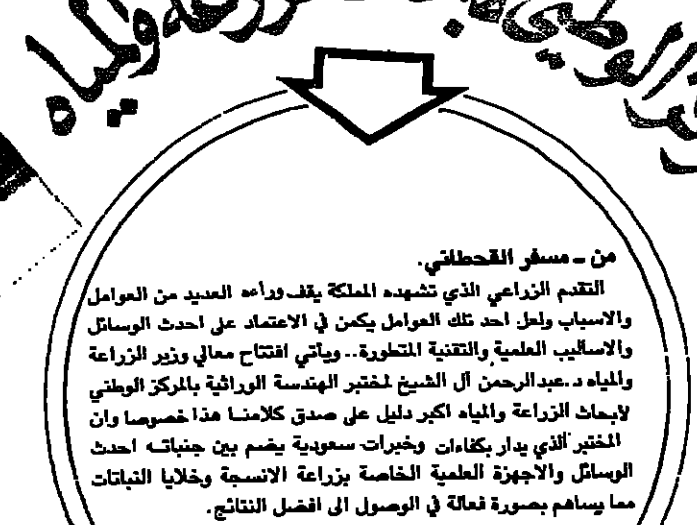 الوطني
الزراعة والمياه
من ـ مسفر القحطاني.
التقدم الزراعي الذي تشهده المملكة يقف وراءه العديد من العوامل
والاسباب ولعل احد تلك العوامل يكمن في الاعتماد على احدث الوسائل
والاساليب العلمية والتقنية المتطورة.. ويأتي افتتاح معالي وزير الزراعة
والمياه د.عبدالرحمن آل الشيخ لمختبر الهندسة الوراثية بالمركز الوطني
لابحاث الزراعة والمياه اكبر دليل على صدق كلامنا هذا خصوصا وان
المختبر الذي يدار بكفاءات وخبرات سعودية يضم بين جنباته احدث
الوسائل والاجهزة العلمية الخاصة بزراعة الانسجة وخلايا النباتات
مما يساهم بصورة فعالة في الوصول الى افضل النتائج.